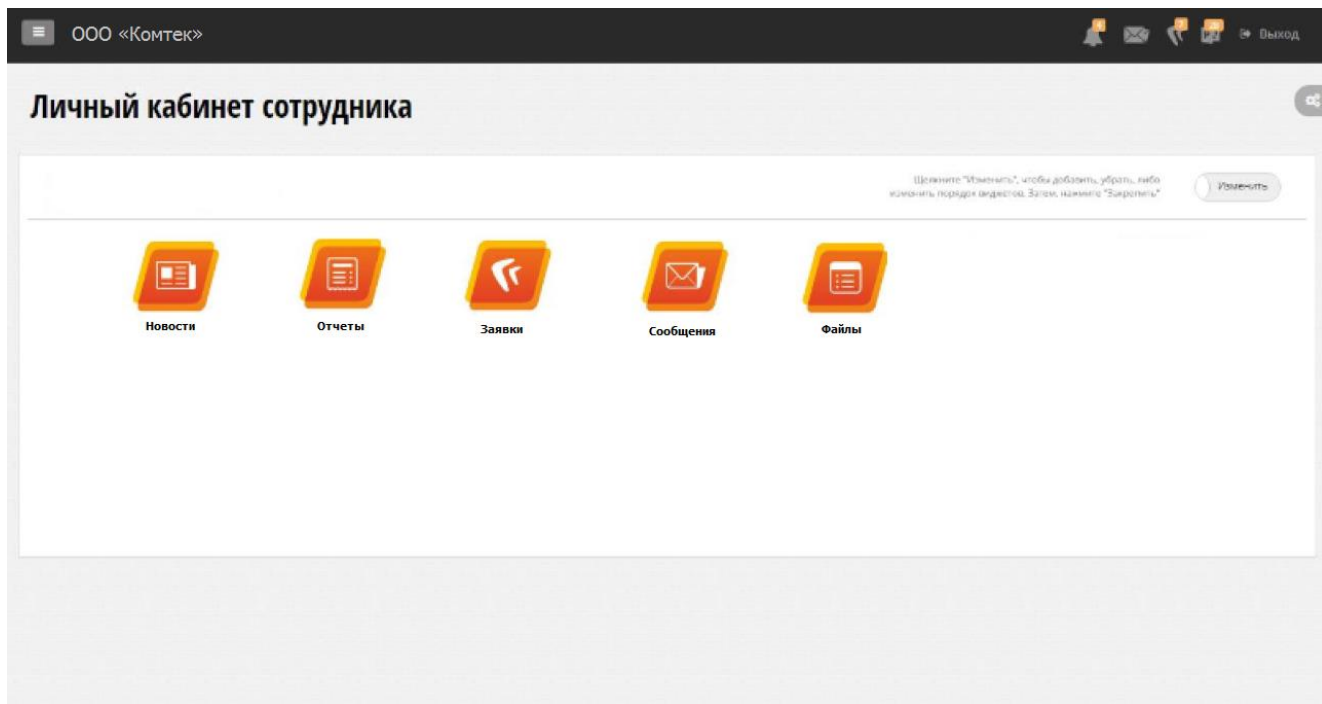 ООО «Комтек»
Выход
Личный кабинет сотрудника
Щелкните "Изменить", чтобы добавить, убрать, либо
изменить порядок виджетов. Затем, нажмите "Закрепить"
Изменить
Новости
Отчеты
Заявки
Сообщения
Файлы